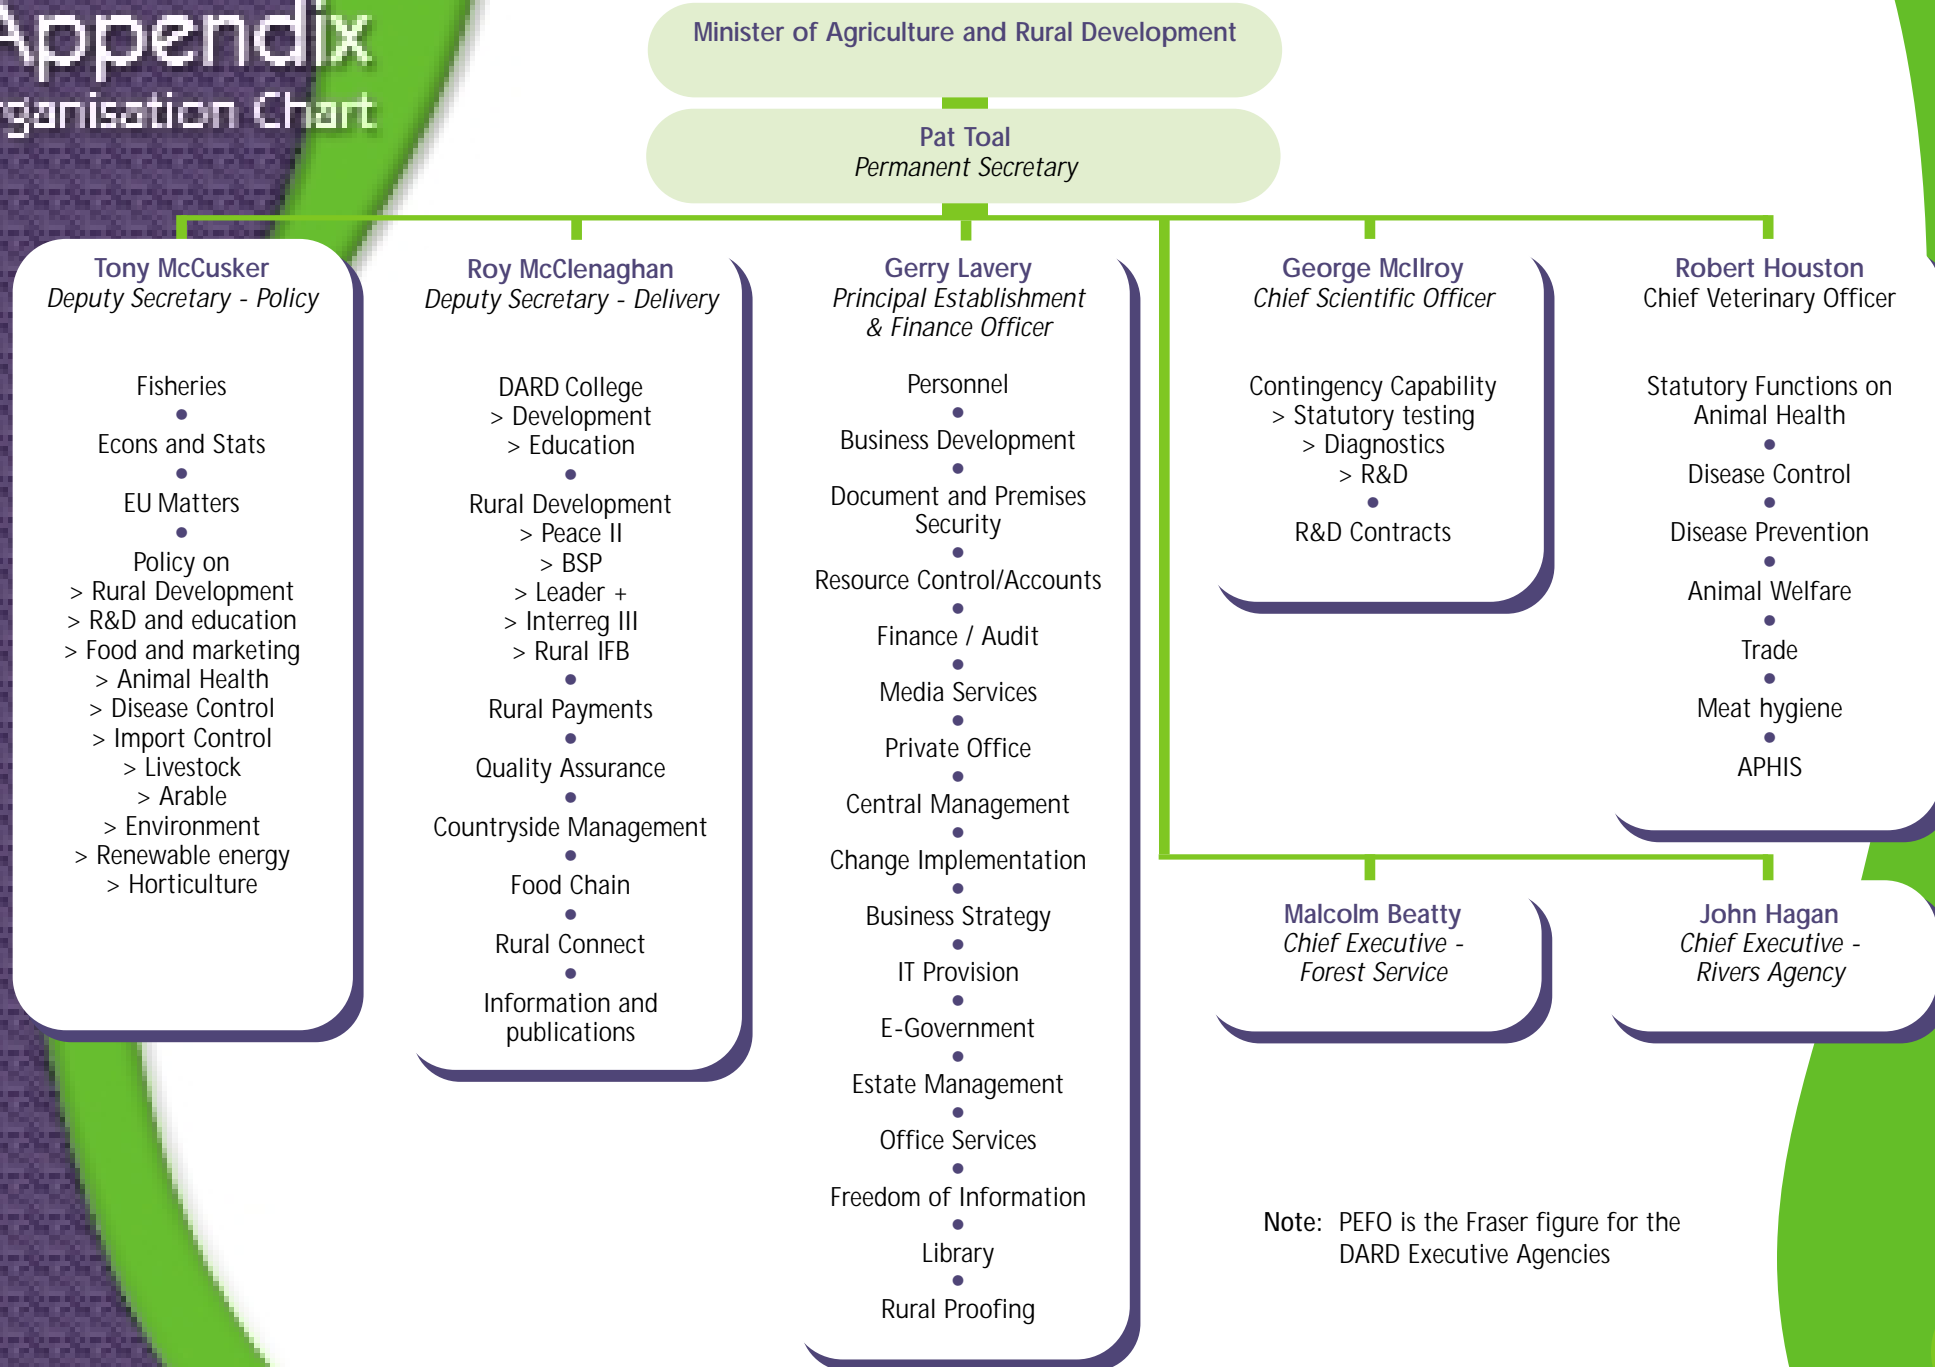 Appendix
rganisation Chart
Minister of Agriculture and Rural Development
Pat Toal
Permanent Secretary
Tony McCusker
Deputy Secretary - Policy
Fisheries
•
Econs and Stats
•
EU Matters
•
Policy on
> Rural Development
> R&D and education
> Food and marketing
> Animal Health
> Disease Control
> Import Control
> Livestock
> Arable
> Environment
> Renewable energy
> Horticulture
Roy McClenaghan
Deputy Secretary - Delivery
DARD College
> Development
> Education
•
Rural Development
> Peace II
> BSP
> Leader +
> Interreg III
> Rural IFB
•
Rural Payments
•
Quality Assurance
•
Countryside Management
•
Food Chain
•
Rural Connect
•
Information and
publications
Gerry Lavery
Principal Establishment
& Finance Officer
Personnel
•
Business Development
•
Document and Premises
Security
•
Resource Control/Accounts
•
Finance / Audit
•
Media Services
•
Private Office
•
Central Management
•
Change Implementation
•
Business Strategy
•
IT Provision
•
E-Government
•
Estate Management
•
Office Services
•
Freedom of Information
•
Library
•
Rural Proofing
George McIlroy
Chief Scientific Officer
Contingency Capability
> Statutory testing
> Diagnostics
> R&D
•
R&D Contracts
Robert Houston
Chief Veterinary Officer
Statutory Functions on
Animal Health
•
Disease Control
•
Disease Prevention
•
Animal Welfare
•
Trade
•
Meat hygiene
•
APHIS
Malcolm Beatty
Chief Executive -
Forest Service
John Hagan
Chief Executive -
Rivers Agency
Note: PEFO is the Fraser figure for the
DARD Executive Agencies